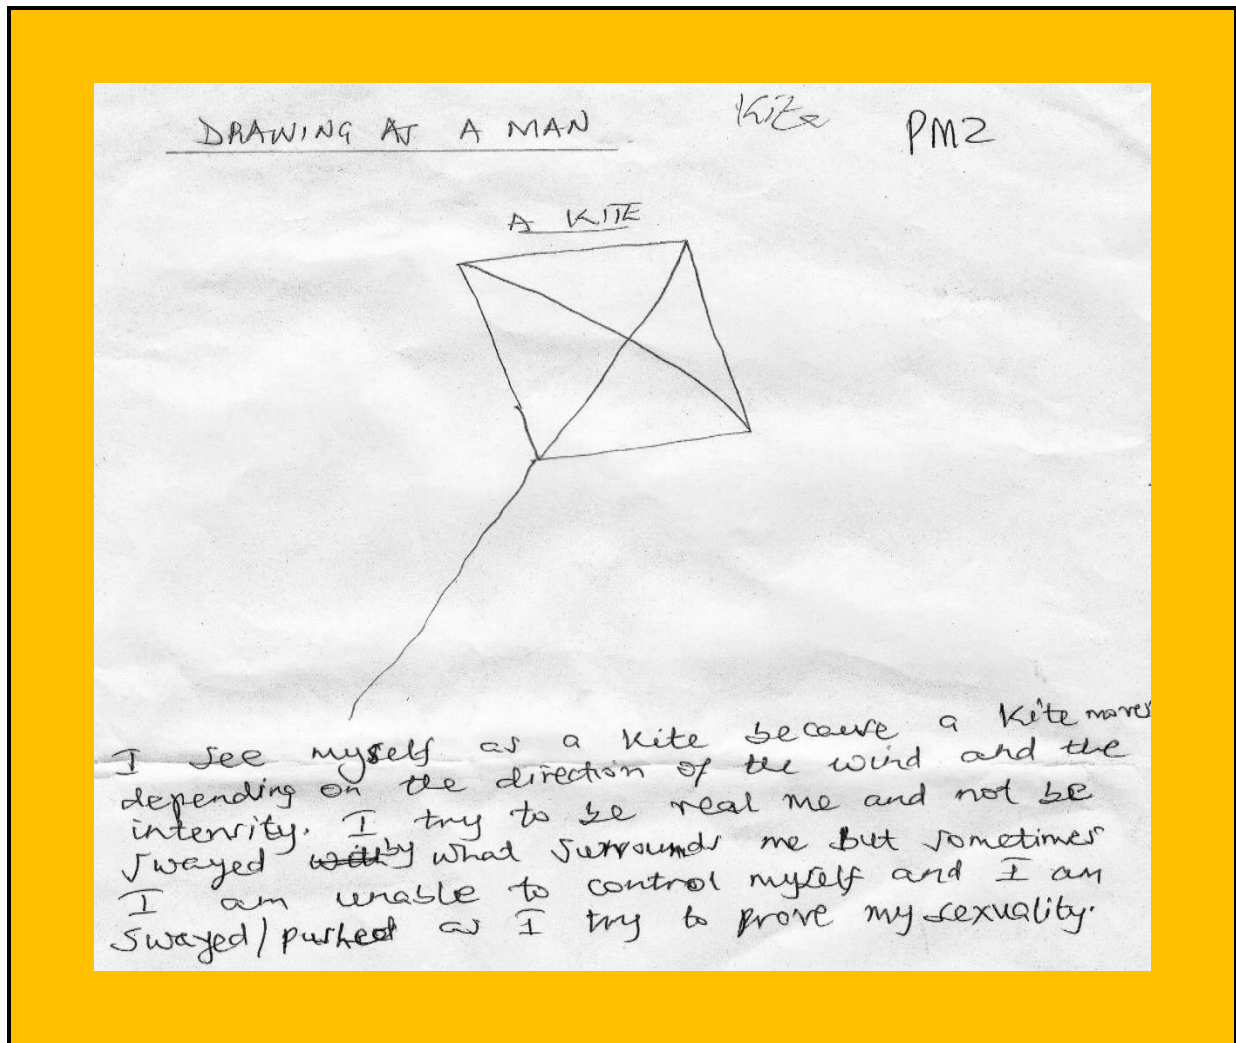 DRAWING AS A MAN
Kite
PM2
A KITE
I see myself as a kite because a kite moves
depending on the direction of the wind and the
intensity. I try to be real me and not be
swayed with by what surrounds me but sometimes
I am unable to control myself and I am
swayed/pushed as I try to prove my sexuality.